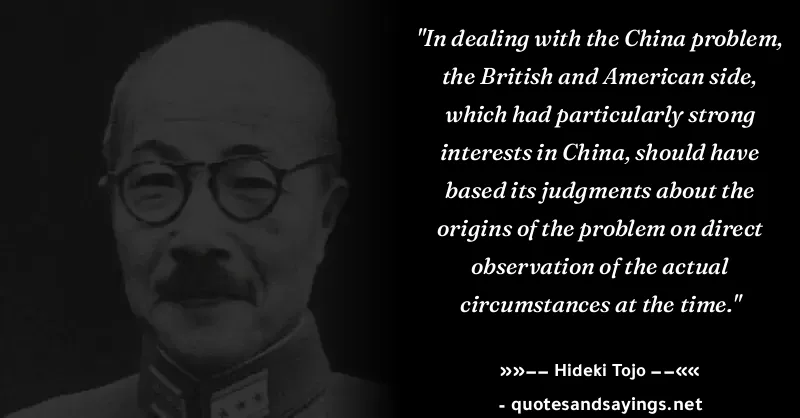 "In dealing with the China problem,
the British and American side,
which had particularly strong
interests in China, should have
based its judgments about the
origins of the problem on direct
observation of the actual
circumstances at the time."
»»–– Hideki Tojo ––««
- quotesandsayings.net